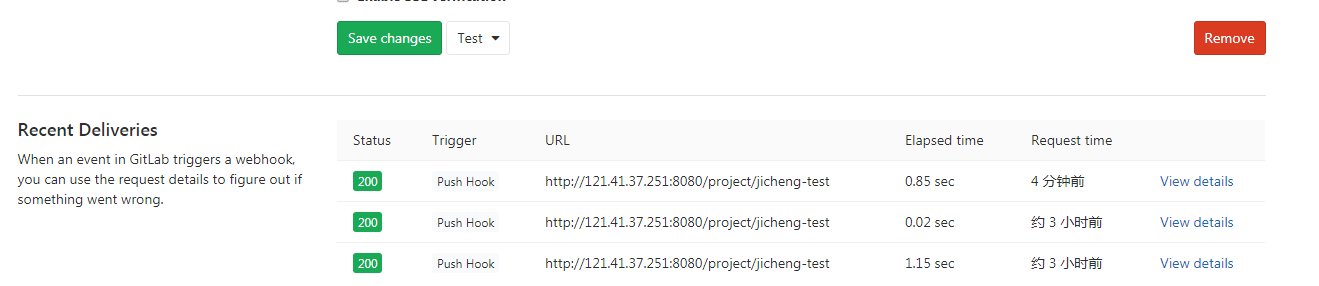 Save changes Test Remove
Recent Deliveries
When an event in GitLab triggers a webhook,
you can use the request details to figure out if
something went wrong.
Status Trigger URL Elapsed time Request time
200 Push Hook http://121.41.37.251:8080/project/jicheng-test 0.85 sec 4 分钟前 View details
200 Push Hook http://121.41.37.251:8080/project/jicheng-test 0.02 sec 约 3 小时前 View details
200 Push Hook http://121.41.37.251:8080/project/jicheng-test 1.15 sec 约 3 小时前 View details